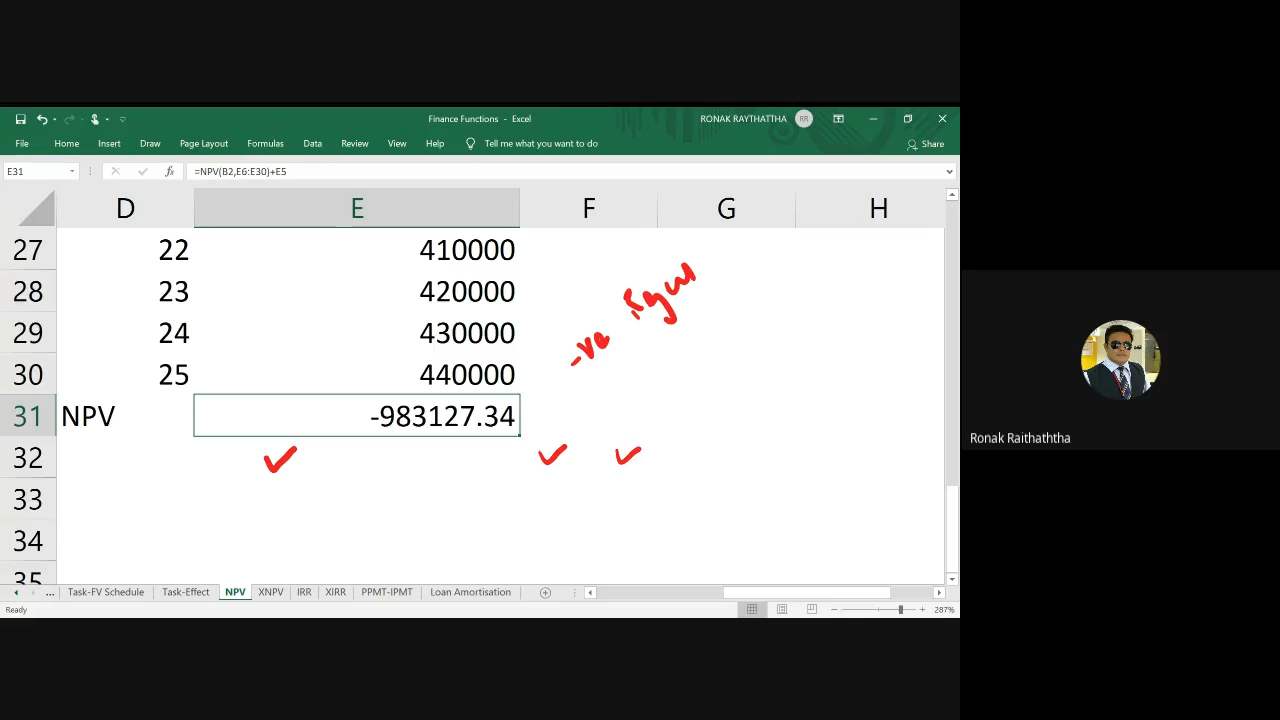 Finance Functions - Excel
RONAK RAYTHATTHA
RR
File
Home
Insert
Draw
Page Layout
Formulas
Data
Review
View
Help
Tell me what you want to do
Share
E31
fx
=NPV(B2,E6:E30)+E5
D
E
F
G
H
27
22
410000
28
23
420000
29
24
430000
30
25
440000
31
NPV
-983127.34
-ve
32
33
34
35
Ronak Raithaththa
...
Task-FV Schedule
Task-Effect
NPV
XNPV
IRR
XIRR
PPMT-IPMT
Loan Amortisation
Ready
287%